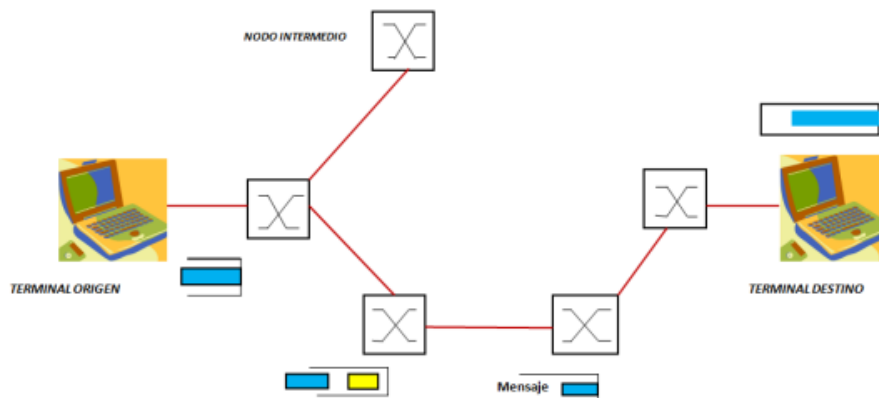 NODO INTERMEDIO
TERMINAL ORIGEN
TERMINAL DESTINO
Mensaje